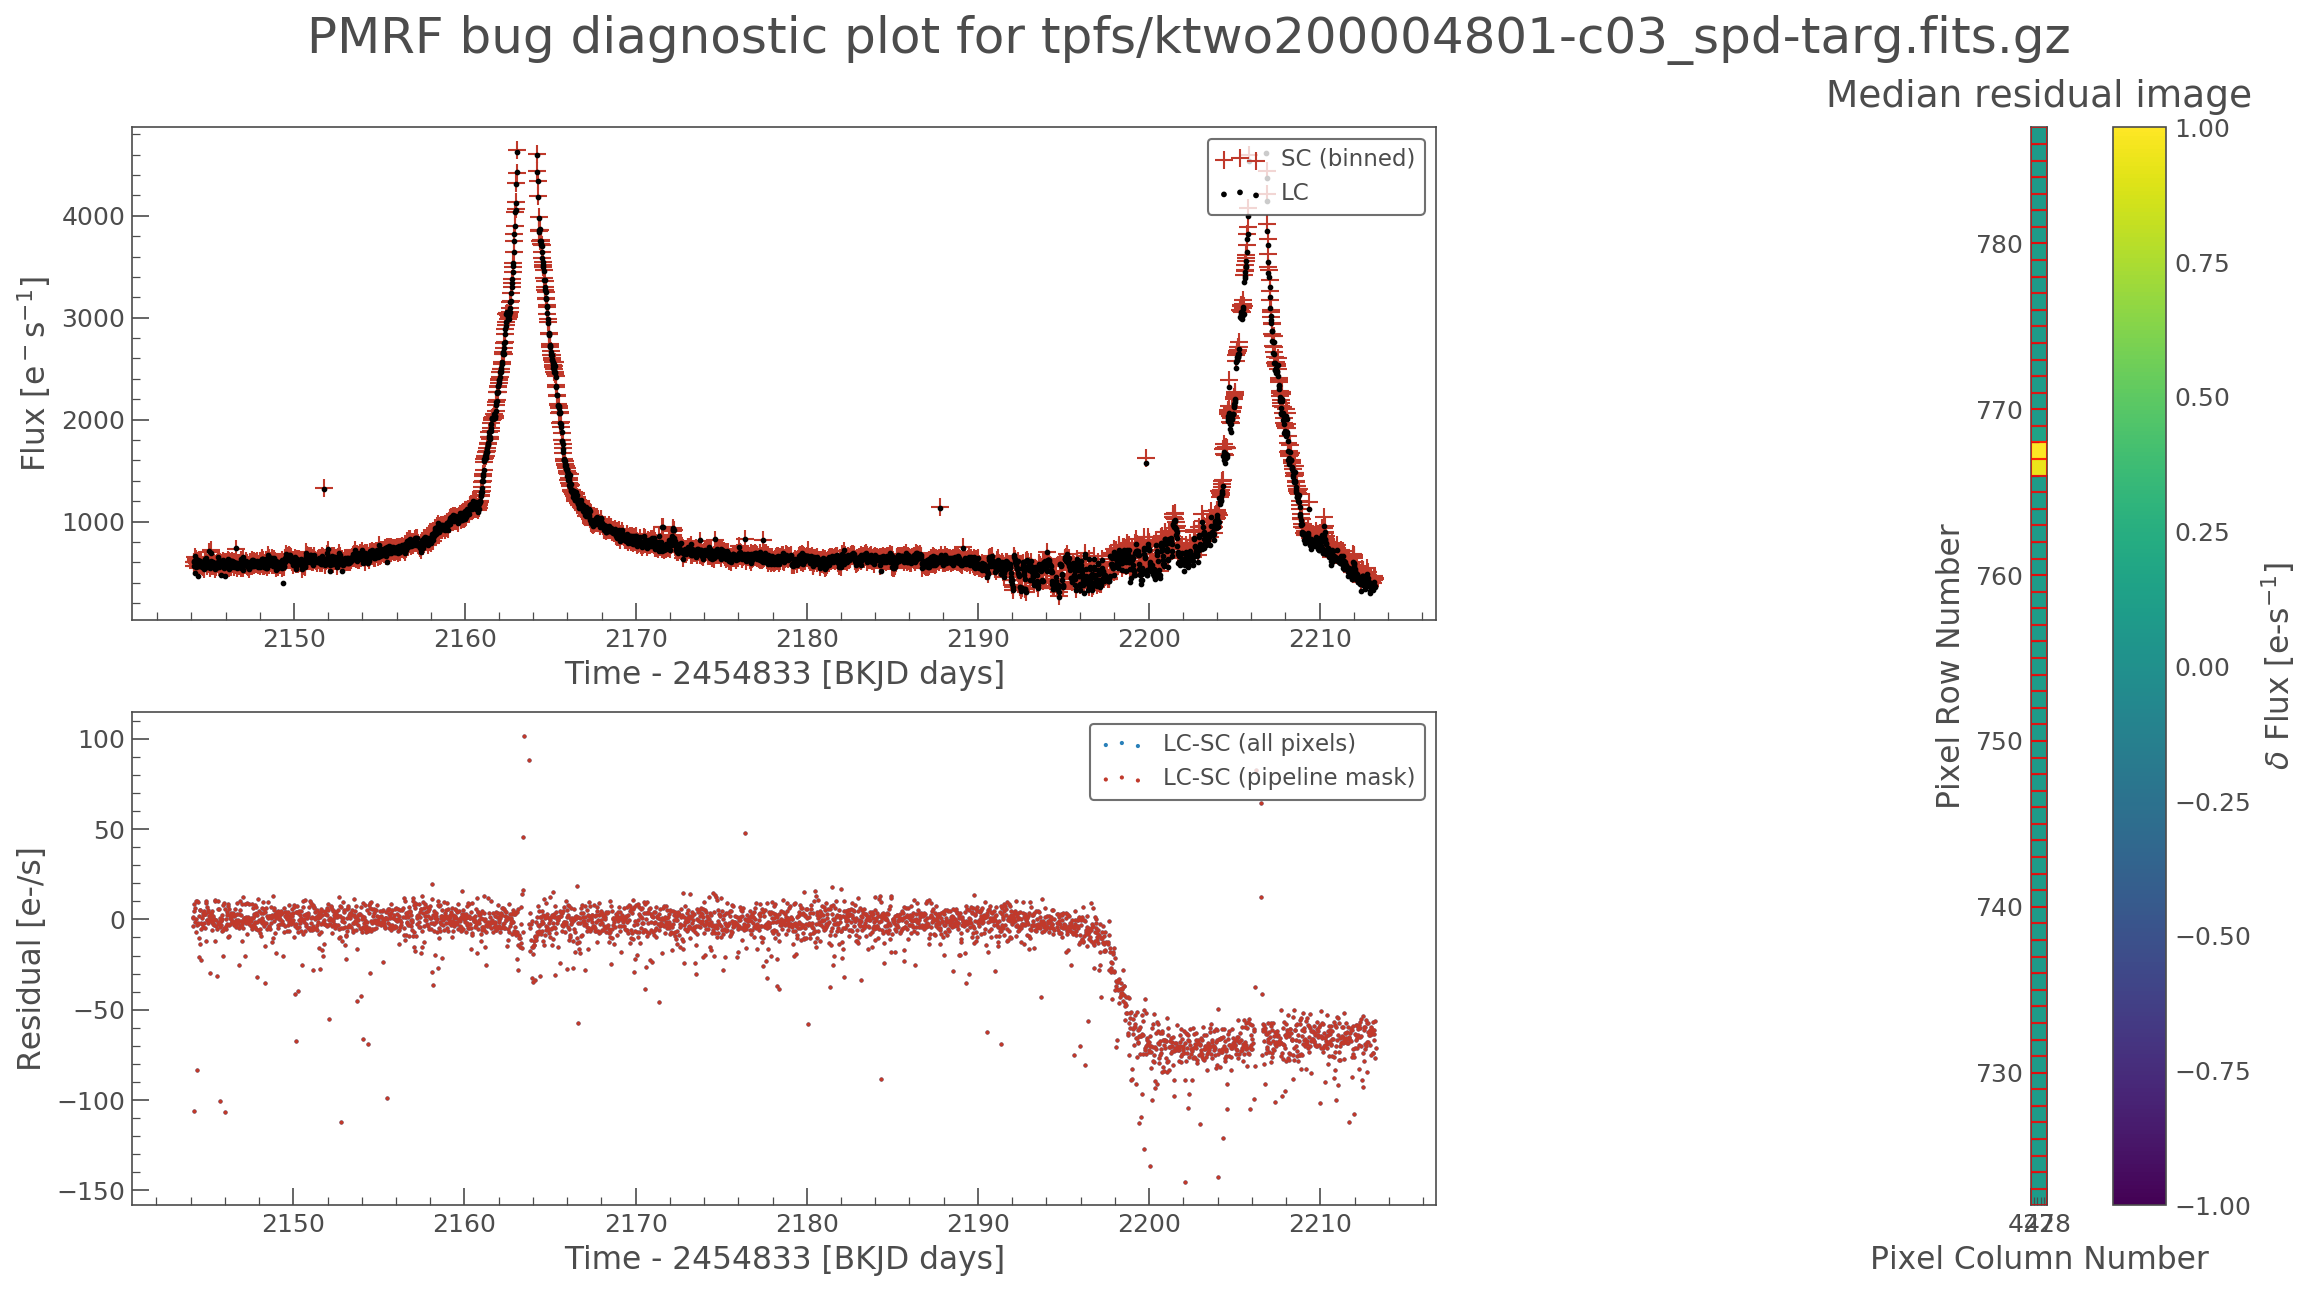 PMRF bug diagnostic plot for tpfs/ktwo200004801-c03_spd-targ.fits.gz
Flux [e⁻ s⁻¹]
4000
3000
2000
1000
SC (binned)
LC
2150 2160 2170 2180 2190 2200 2210
Time - 2454833 [BKJD days]
Residual [e-/s]
100
50
0
−50
−100
−150
LC-SC (all pixels)
LC-SC (pipeline mask)
2150 2160 2170 2180 2190 2200 2210
Time - 2454833 [BKJD days]
Median residual image
Pixel Row Number
780
770
760
750
740
730
Pixel Column Number
1.00
0.75
0.50
0.25
0.00
−0.25
−0.50
−0.75
−1.00
δ Flux [e-s⁻¹]